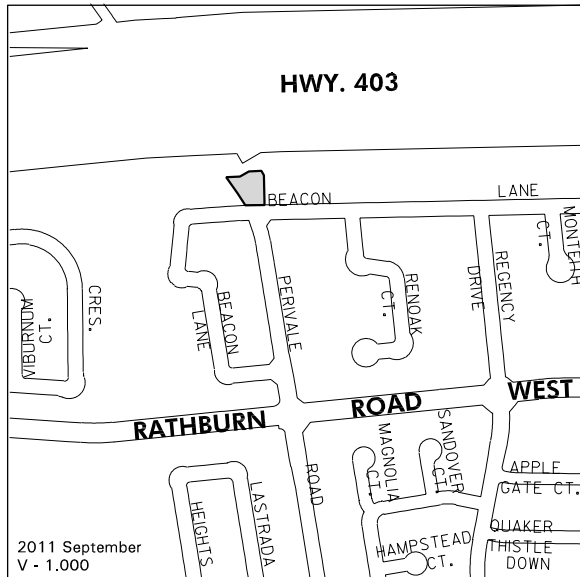 HWY. 403
BEACON
LANE
MONTEITH
CT.
CRES.
VIBURNUM
CT.
BEACON
LANE
PERIVALE
RENOAK
CT.
REGENCY
DRIVE
RATHBURN
ROAD
WEST
MAGNOLIA
CT.
SANDOVER
CT.
APPLE
GATE CT.
ROAD
LASTRADA
HEIGHTS
HAMPSTEAD
CT.
QUAKER
THISTLE
DOWN
2011 September
V - 1.000